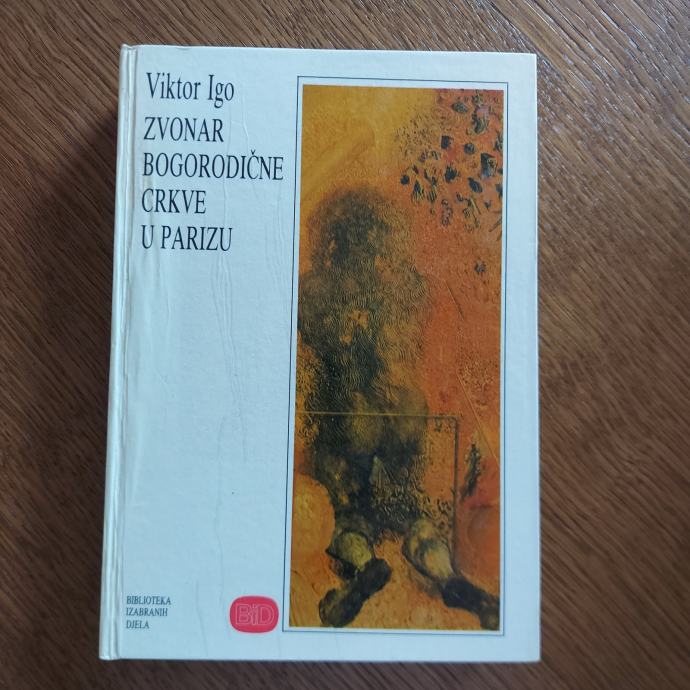 Viktor Igo
ZVONAR
BOGORODIČNE
CRKVE
U PARIZU
BIBLIOTEKA
IZABRANIH
DJELA
BiD